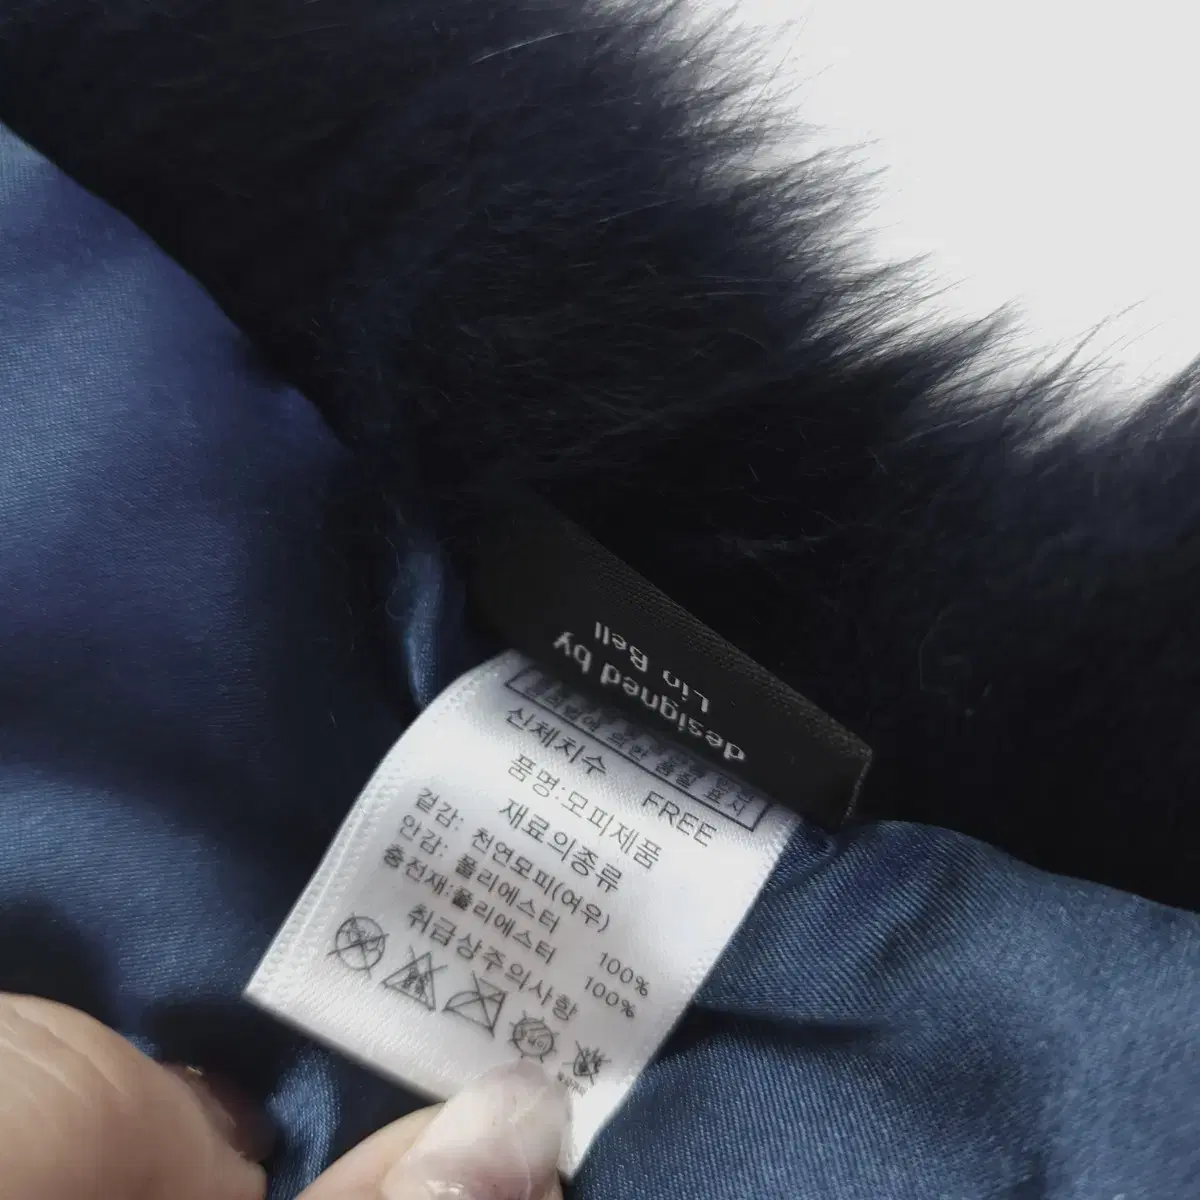 designed by
Lin Bell
신체치수 FREE
품명:모피제품
재료의종류
겉감: 천연모피(여우)
안감: 폴리에스터 100%
충전재:폴리에스터 100%
취급상주의사항